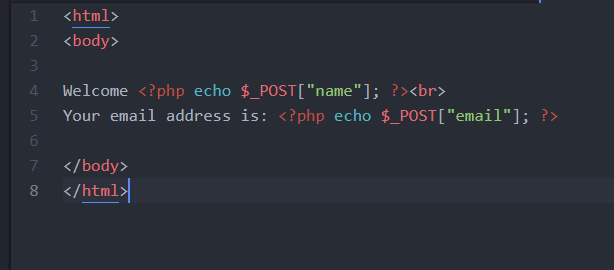 1 <html>
2 <body>
3
4 Welcome <?php echo $_POST["name"]; ?><br>
5 Your email address is: <?php echo $_POST["email"]; ?>
6
7 </body>
8 </html>